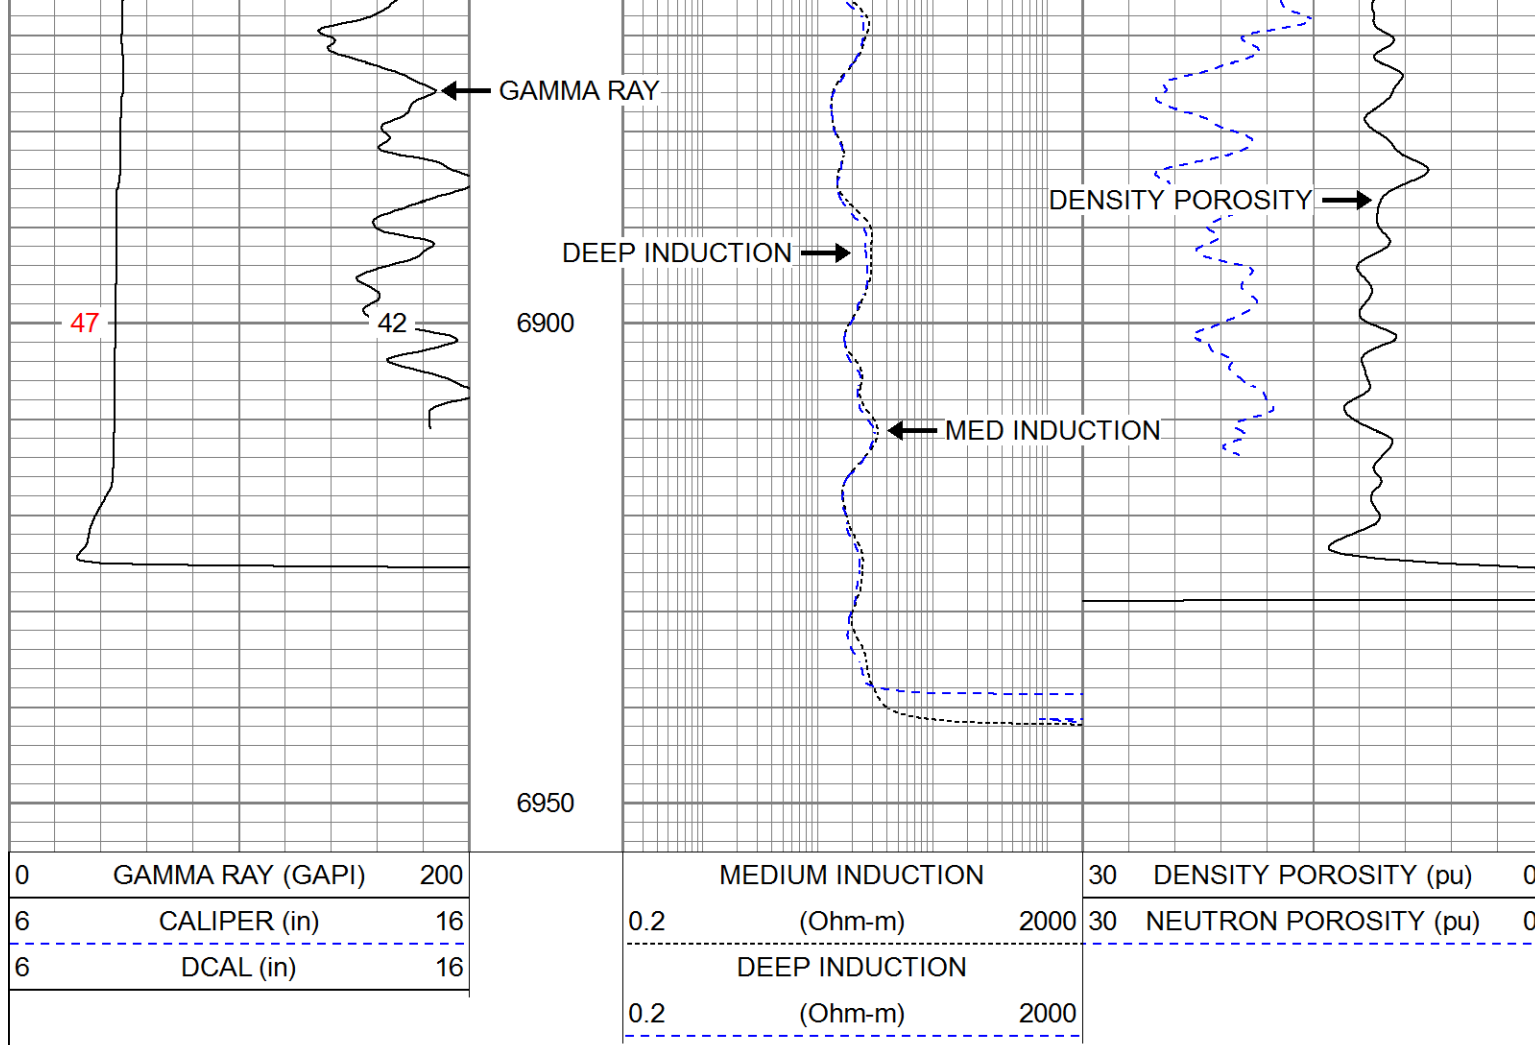 GAMMA RAY
DENSITY POROSITY
DEEP INDUCTION
47
42
6900
MED INDUCTION
6950
0 GAMMA RAY (GAPI) 200
6 CALIPER (in) 16
6 DCAL (in) 16
MEDIUM INDUCTION
0.2 (Ohm-m) 2000
DEEP INDUCTION
0.2 (Ohm-m) 2000
30 DENSITY POROSITY (pu) 0
30 NEUTRON POROSITY (pu) 0